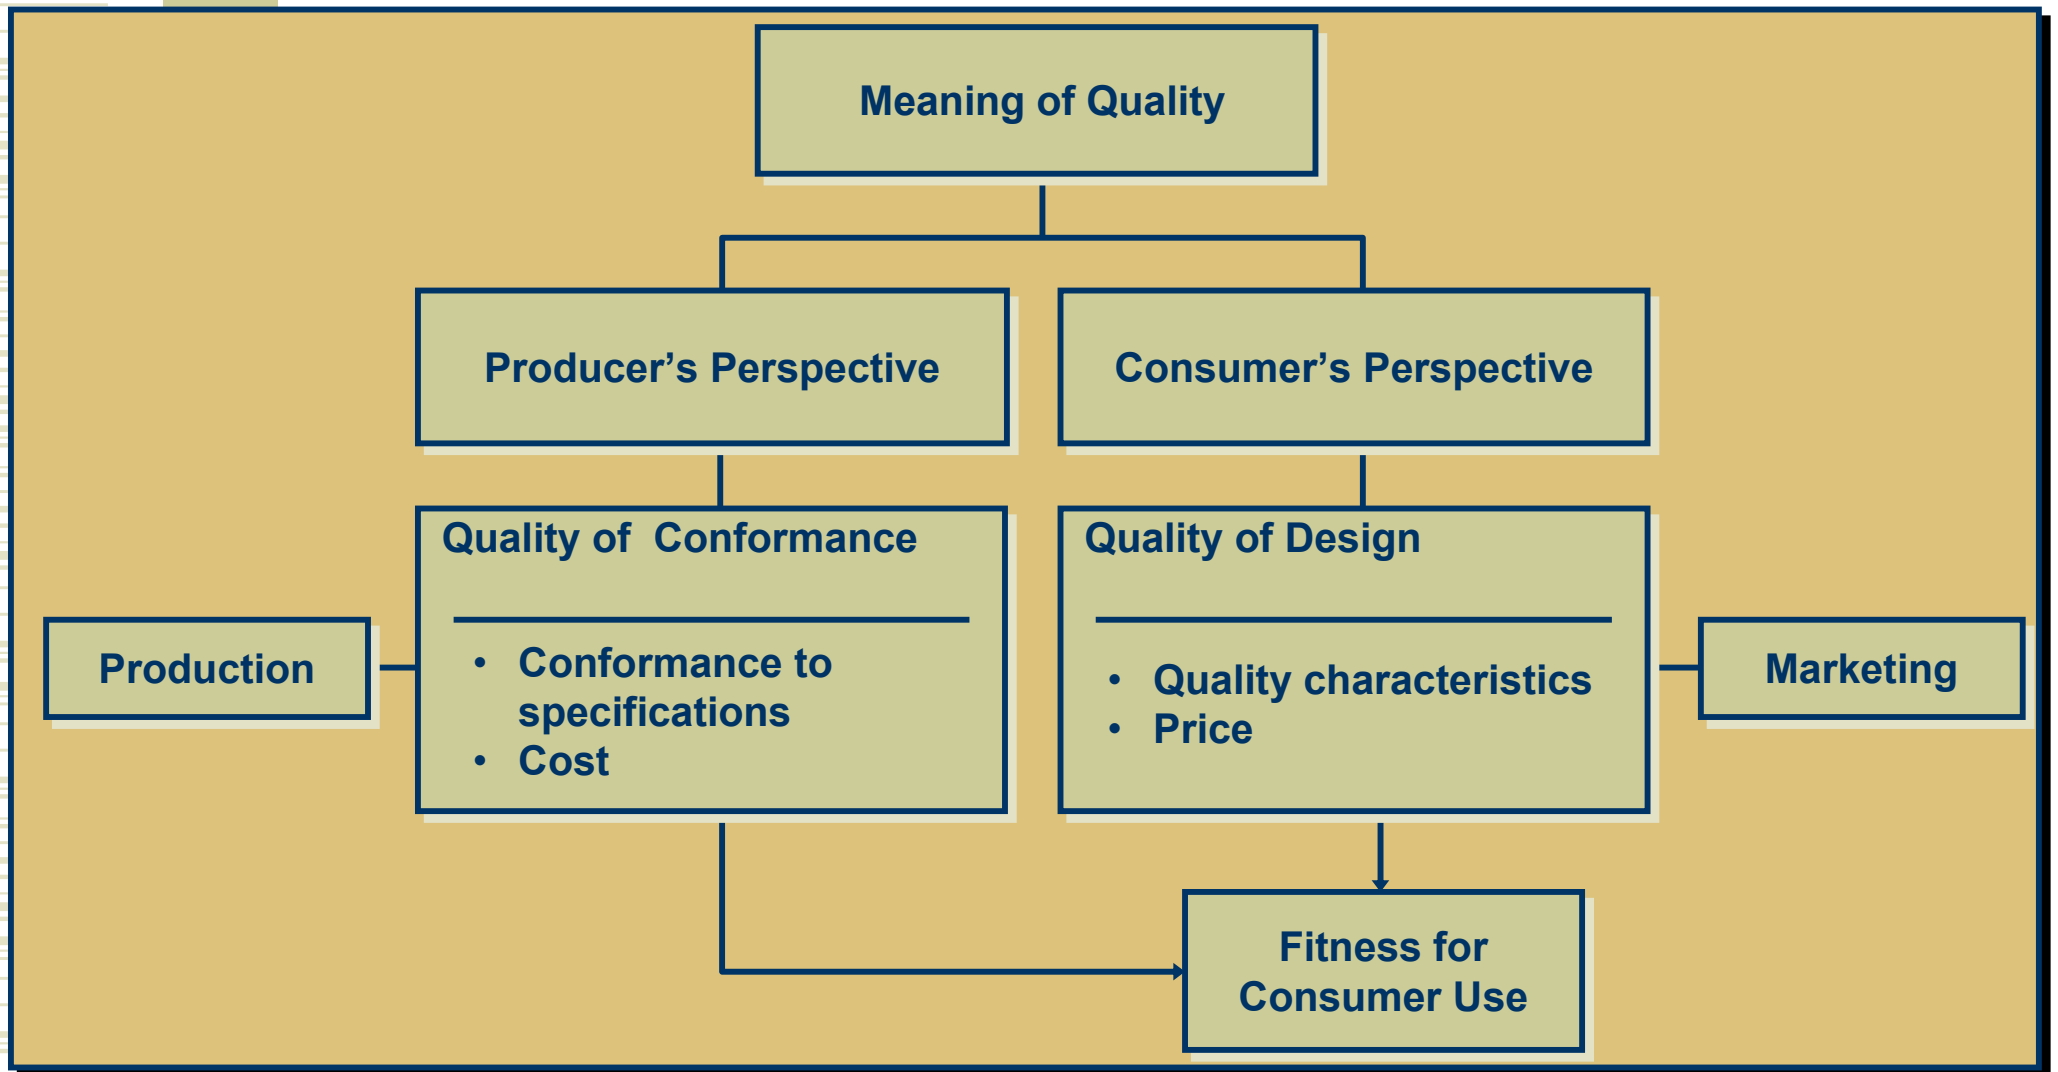 Meaning of Quality
Producer’s Perspective
Consumer’s Perspective
Quality of  Conformance
• Conformance to
specifications
• Cost
Quality of Design
• Quality characteristics
• Price
Production
Marketing
Fitness for
Consumer Use